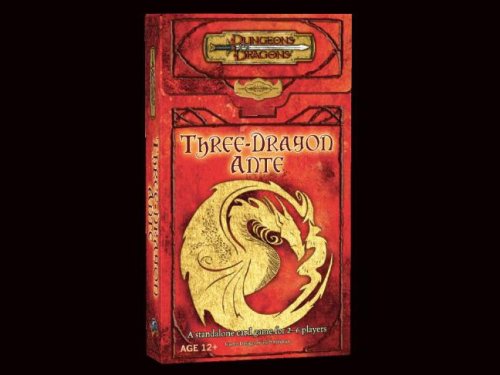 DUNGEONS
& DRAGONS
THREE-DRAGON
ANTE
THREE-DRAGON ANTE
A standalone card game for 2-6 players
AGE 12+